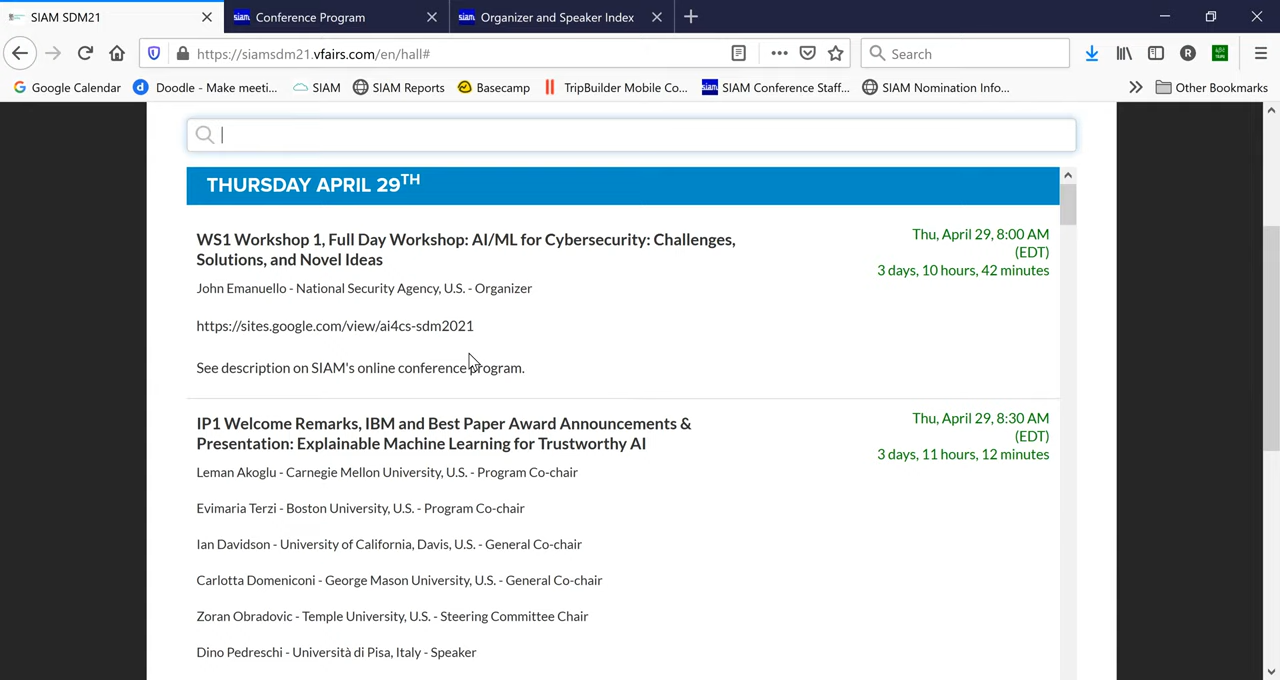 SIAM SDM21
siam Conference Program
siam Organizer and Speaker Index
https://siamsdm21.vfairs.com/en/hall#
Search
Google Calendar
Doodle - Make meeti...
SIAM
SIAM Reports
Basecamp
TripBuilder Mobile Co...
siam SIAM Conference Staff...
SIAM Nomination Info...
Other Bookmarks
THURSDAY APRIL 29TH
WS1 Workshop 1, Full Day Workshop: AI/ML for Cybersecurity: Challenges,
Solutions, and Novel Ideas
Thu, April 29, 8:00 AM
(EDT)
3 days, 10 hours, 42 minutes
John Emanuello - National Security Agency, U.S. - Organizer
https://sites.google.com/view/ai4cs-sdm2021
See description on SIAM's online conference program.
IP1 Welcome Remarks, IBM and Best Paper Award Announcements &
Presentation: Explainable Machine Learning for Trustworthy AI
Thu, April 29, 8:30 AM
(EDT)
3 days, 11 hours, 12 minutes
Leman Akoglu - Carnegie Mellon University, U.S. - Program Co-chair
Evimaria Terzi - Boston University, U.S. - Program Co-chair
Ian Davidson - University of California, Davis, U.S. - General Co-chair
Carlotta Domeniconi - George Mason University, U.S. - General Co-chair
Zoran Obradovic - Temple University, U.S. - Steering Committee Chair
Dino Pedreschi - Università di Pisa, Italy - Speaker